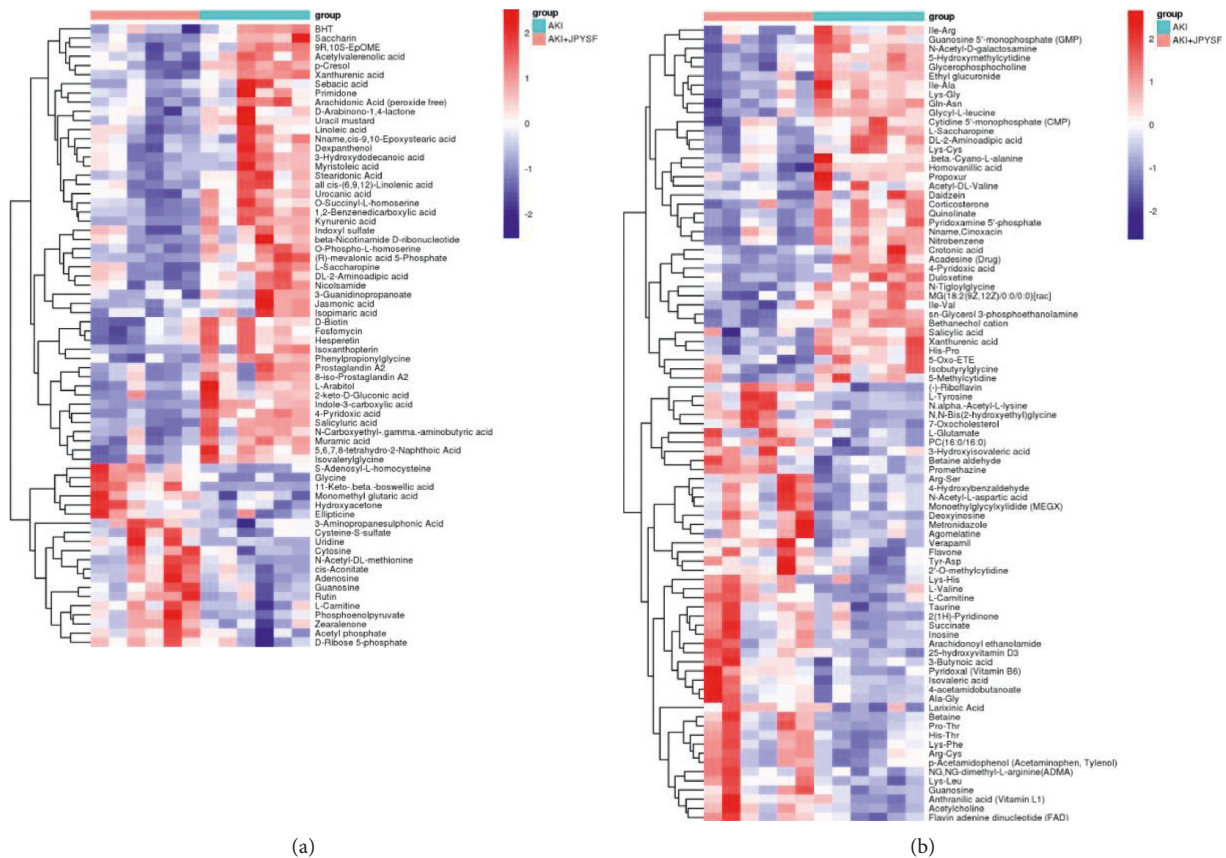 group
BHT
Saccharin
9R,10S-EpOME
Acetylvalerenolic acid
p-Cresol
Xanthurenic acid
Sebacic acid
Primidone
Arachidonic Acid (peroxide free)
D-Arabinono-1,4-lactone
Uracil mustard
Linoleic acid
Nname,cis-9,10-Epoxystearic acid
Dexpanthenol
3-Hydroxydodecanoic acid
Myristoleic acid
Stearidonic Acid
all cis-(6,9,12)-Linolenic acid
Urocanic acid
O-Succinyl-L-homoserine
1,2-Benzenedicarboxylic acid
Kynurenic acid
Indoxyl sulfate
beta-Nicotinamide D-ribonucleotide
O-Phospho-L-homoserine
(R)-mevalonic acid 5-Phosphate
L-Saccharopine
DL-2-Aminoadipic acid
Nicolsamide
3-Guanidinopropanoate
Jasmonic acid
Isopimaric acid
D-Biotin
Fosfomycin
Hesperetin
Isoxanthopterin
Phenylpropionylglycine
Prostaglandin A2
8-iso-Prostaglandin A2
L-Arabitol
2-keto-D-Gluconic acid
Indole-3-carboxylic acid
4-Pyridoxic acid
Salicyluric acid
N-Carboxyethyl-.gamma.-aminobutyric acid
Muramic acid
5,6,7,8-tetrahydro-2-Naphthoic Acid
Isovalerylglycine
S-Adenosyl-L-homocysteine
Glycine
11-Keto-.beta.-boswellic acid
Monomethyl glutaric acid
Hydroxyacetone
Ellipticine
3-Aminopropanesulphonic Acid
Cysteine-S-sulfate
Uridine
Cytosine
N-Acetyl-DL-methionine
cis-Aconitate
Adenosine
Guanosine
Rutin
L-Carnitine
Phosphoenolpyruvate
Zearalenone
Acetyl phosphate
D-Ribose 5-phosphate
2
1
0
-1
-2
group
AKI
AKI+JPYSF
(a)
group
Ile-Arg
Guanosine 5'-monophosphate (GMP)
N-Acetyl-D-galactosamine
5-Hydroxymethylcytidine
Glycerophosphocholine
Ethyl glucuronide
Ile-Ala
Lys-Gly
Gln-Asn
Glycyl-L-leucine
Cytidine 5'-monophosphate (CMP)
L-Saccharopine
DL-2-Aminoadipic acid
Lys-Cys
.beta.-Cyano-L-alanine
Homovanillic acid
Propoxur
Acetyl-DL-Valine
Daidzein
Corticosterone
Quinolinate
Pyridoxamine 5'-phosphate
Nname,Cinoxacin
Nitrobenzene
Crotonic acid
Acadesine (Drug)
4-Pyridoxic acid
Duloxetine
N-Tigloylglycine
MG(18:2(9Z,12Z)/0:0/0:0)[rac]
Ile-Val
sn-Glycerol 3-phosphoethanolamine
Bethanechol cation
Salicylic acid
Xanthurenic acid
His-Pro
5-Oxo-ETE
Isobutyrylglycine
5-Methylcytidine
(-)-Riboflavin
L-Tyrosine
N.alpha.-Acetyl-L-lysine
N,N-Bis(2-hydroxyethyl)glycine
7-Oxocholesterol
L-Glutamate
PC(16:0/16:0)
3-Hydroxyisovaleric acid
Betaine aldehyde
Promethazine
Arg-Ser
4-Hydroxybenzaldehyde
N-Acetyl-L-aspartic acid
Monoethylglycylxylidide (MEGX)
Deoxyinosine
Metronidazole
Agomelatine
Verapamil
Flavone
Tyr-Asp
2'-O-methylcytidine
Lys-His
L-Valine
L-Carnitine
Taurine
2(1H)-Pyridinone
Succinate
Inosine
Arachidonoyl ethanolamide
25-hydroxyvitamin D3
3-Butynoic acid
Pyridoxal (Vitamin B6)
Isovaleric acid
4-acetamidobutanoate
Ala-Gly
Larixinic Acid
Betaine
Pro-Thr
His-Thr
Lys-Phe
Arg-Cys
p-Acetamidophenol (Acetaminophen, Tylenol)
NG,NG-dimethyl-L-arginine(ADMA)
Lys-Leu
Guanosine
Anthranilic acid (Vitamin L1)
Acetylcholine
Flavin adenine dinucleotide (FAD)
2
1
0
-1
-2
group
AKI
AKI+JPYSF
(b)